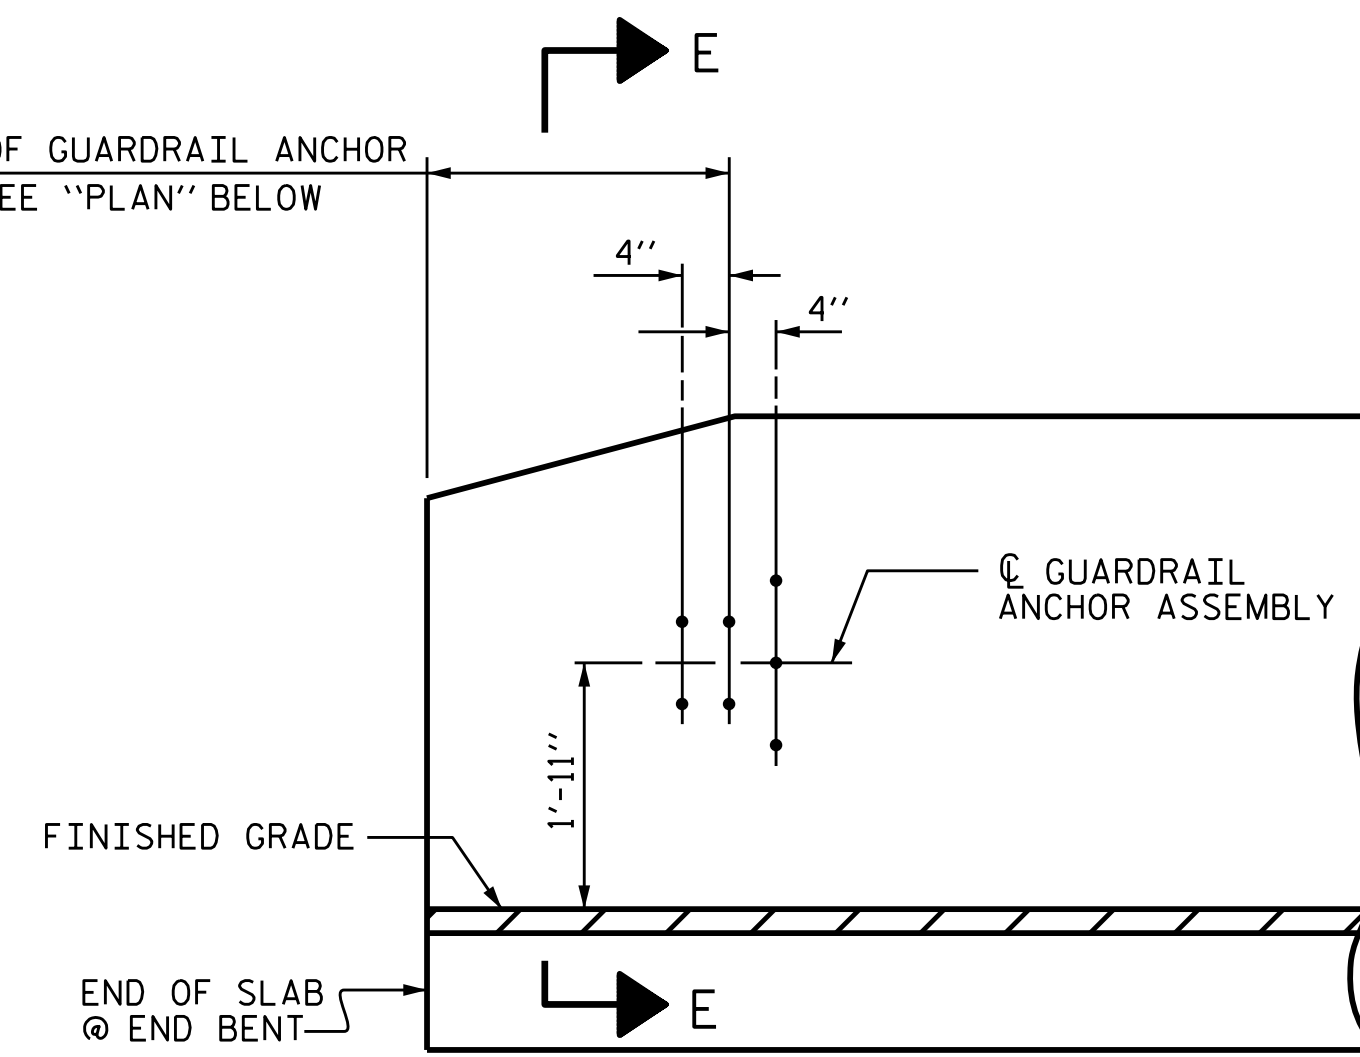 E
OF GUARDRAIL ANCHOR
EE "PLAN" BELOW
4"
4"
℄ GUARDRAIL
ANCHOR ASSEMBLY
1'-11"
FINISHED GRADE
END OF SLAB
@ END BENT
E